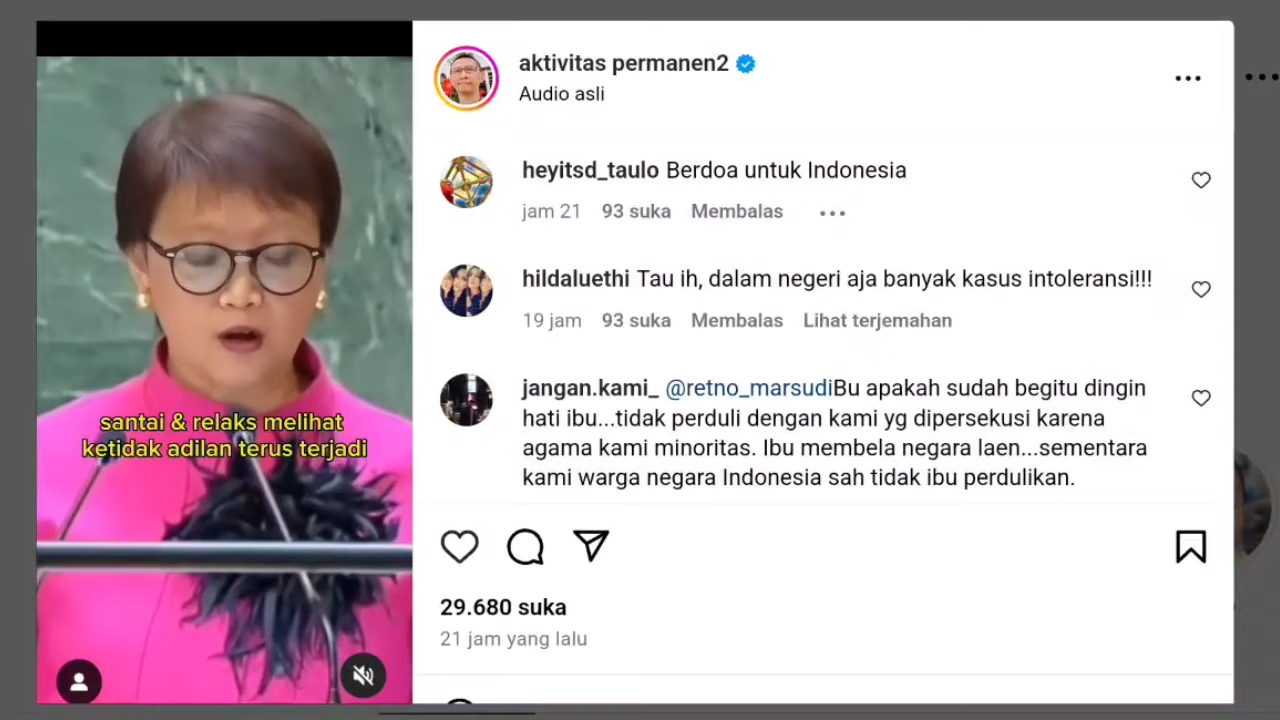 santai & relaks melihat
ketidak adilan terus terjadi
aktivitas permanen2
Audio asli
heyitsd_taulo Berdoa untuk Indonesia
jam 21 93 suka Membalas
hildaluethi Tau ih, dalam negeri aja banyak kasus intoleransi!!!
19 jam 93 suka Membalas Lihat terjemahan
jangan.kami_ @retno_marsudiBu apakah sudah begitu dingin
hati ibu...tidak perduli dengan kami yg dipersekusi karena
agama kami minoritas. Ibu membela negara laen...sementara
kami warga negara Indonesia sah tidak ibu perdulikan.
29.680 suka
21 jam yang lalu